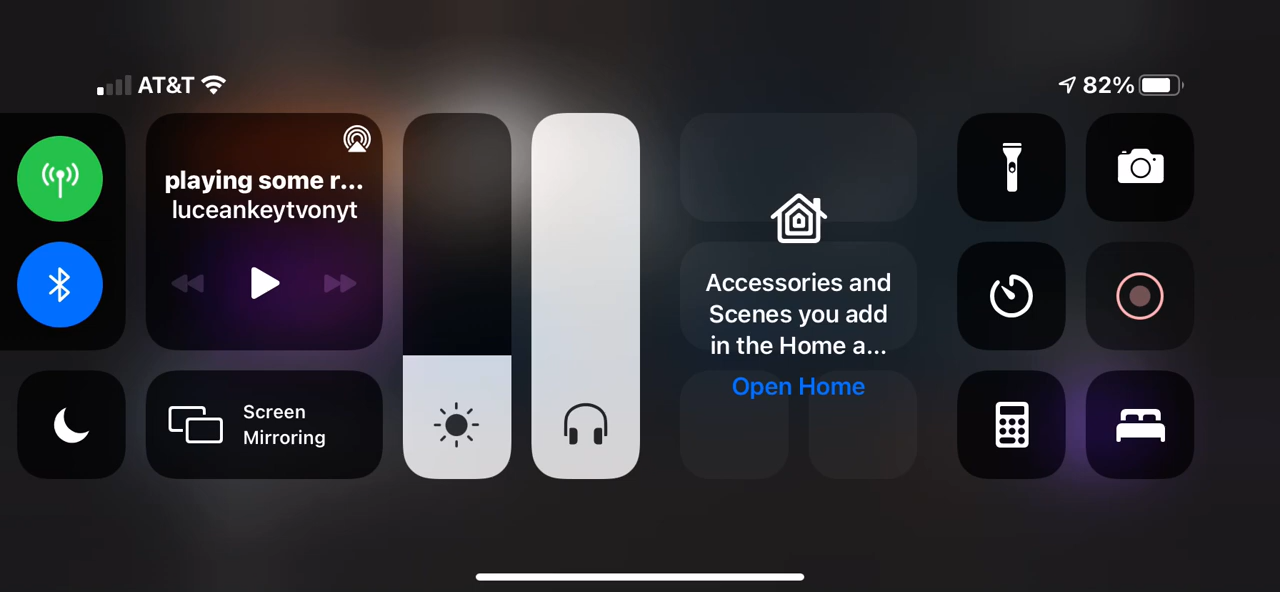 AT&T
82%
playing some r...
luceankeytvonyt
Screen
Mirroring
Accessories and
Scenes you add
in the Home a...
Open Home